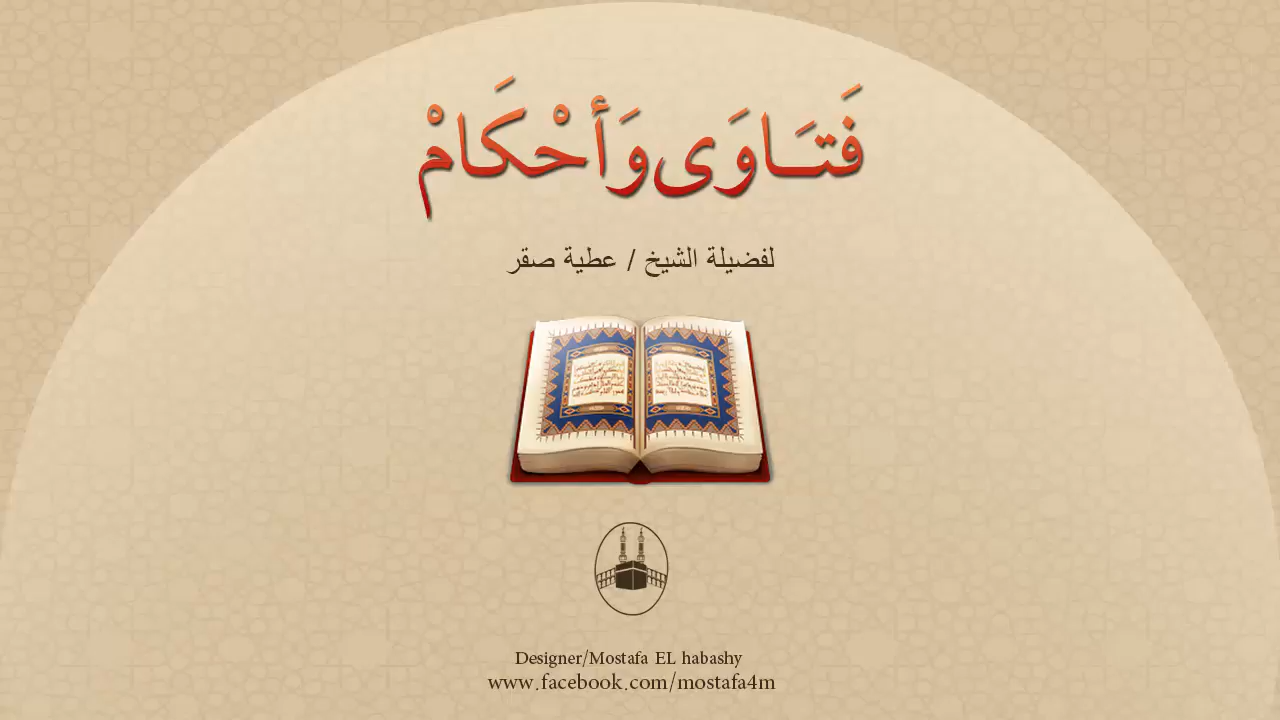 فَتَاوَى وَأَحْكَامْ
لفضيلة الشيخ / عطية صقر
Designer/Mostafa EL habashy
www.facebook.com/mostafa4m